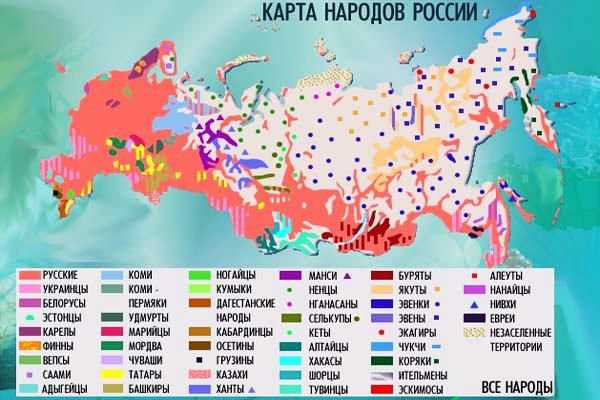 КАРТА НАРОДОВ РОССИИ
РУССКИЕ
УКРАИНЦЫ
БЕЛОРУСЫ
ЭСТОНЦЫ
КАРЕЛЫ
ФИННЫ
ВЕПСЫ
СААМИ
АДЫГЕЙЦЫ
КОМИ
КОМИ -
ПЕРМЯКИ
УДМУРТЫ
МАРИЙЦЫ
МОРДВА
ЧУВАШИ
ТАТАРЫ
БАШКИРЫ
НОГАЙЦЫ
КУМЫКИ
ДАГЕСТАНСКИЕ
НАРОДЫ
КАБАРДИНЦЫ
ОСЕТИНЫ
ГРУЗИНЫ
КАЗАХИ
ХАНТЫ
МАНСИ
НЕНЦЫ
НГАНАСАНЫ
СЕЛЬКУПЫ
КЕТЫ
АЛТАЙЦЫ
ХАКАСЫ
ШОРЦЫ
ТУВИНЦЫ
БУРЯТЫ
ЯКУТЫ
ЭВЕНКИ
ЭВЕНЫ
ЭКАГИРЫ
ЧУКЧИ
КОРЯКИ
ИТЕЛЬМЕНЫ
ЭСКИМОСЫ
АЛЕУТЫ
НАНАЙЦЫ
НИВХИ
ЕВРЕИ
НЕЗАСЕЛЕННЫЕ
ТЕРРИТОРИИ
ВСЕ НАРОДЫ